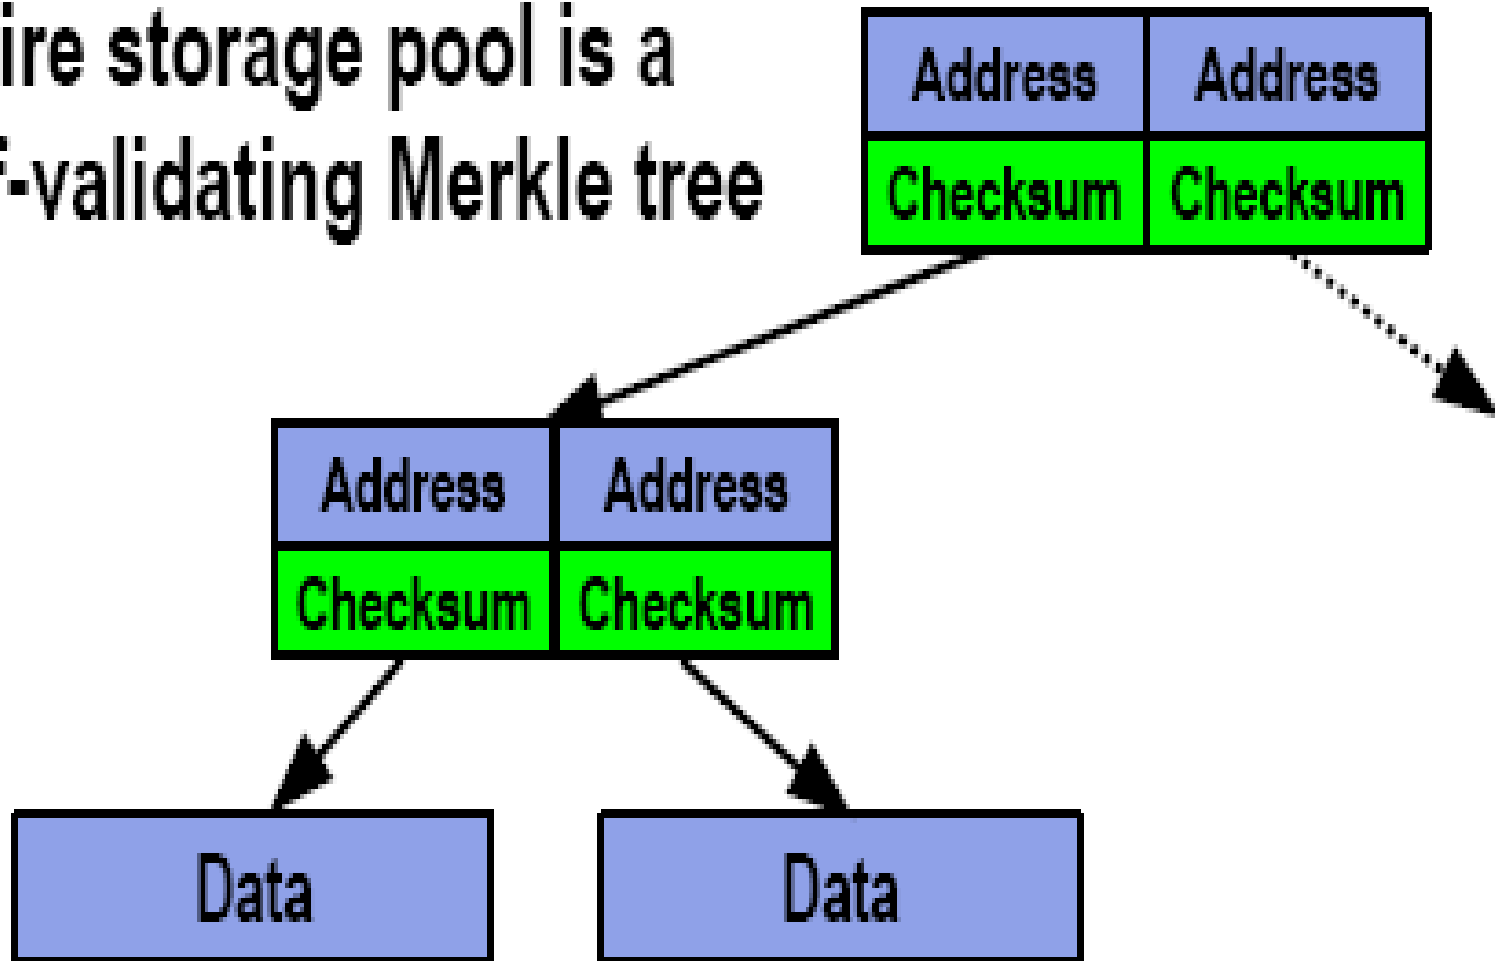 ire storage pool is a
f-validating Merkle tree
Address Address
Checksum Checksum
Address Address
Checksum Checksum
Data Data